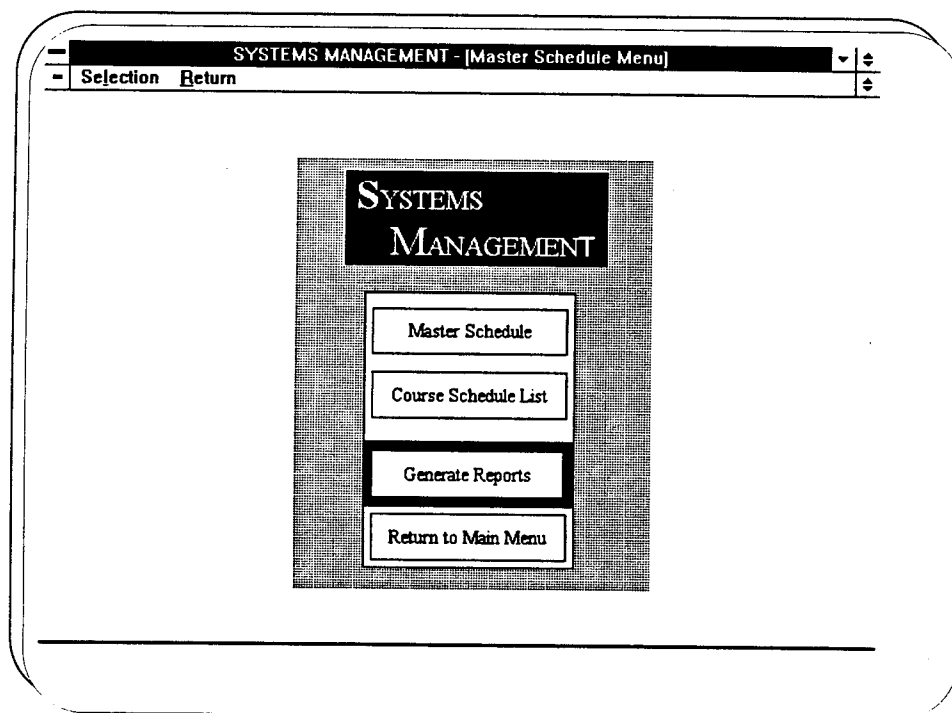 SYSTEMS MANAGEMENT - [Master Schedule Menu]
Selection Return
SYSTEMS
MANAGEMENT
Master Schedule
Course Schedule List
Generate Reports
Return to Main Menu